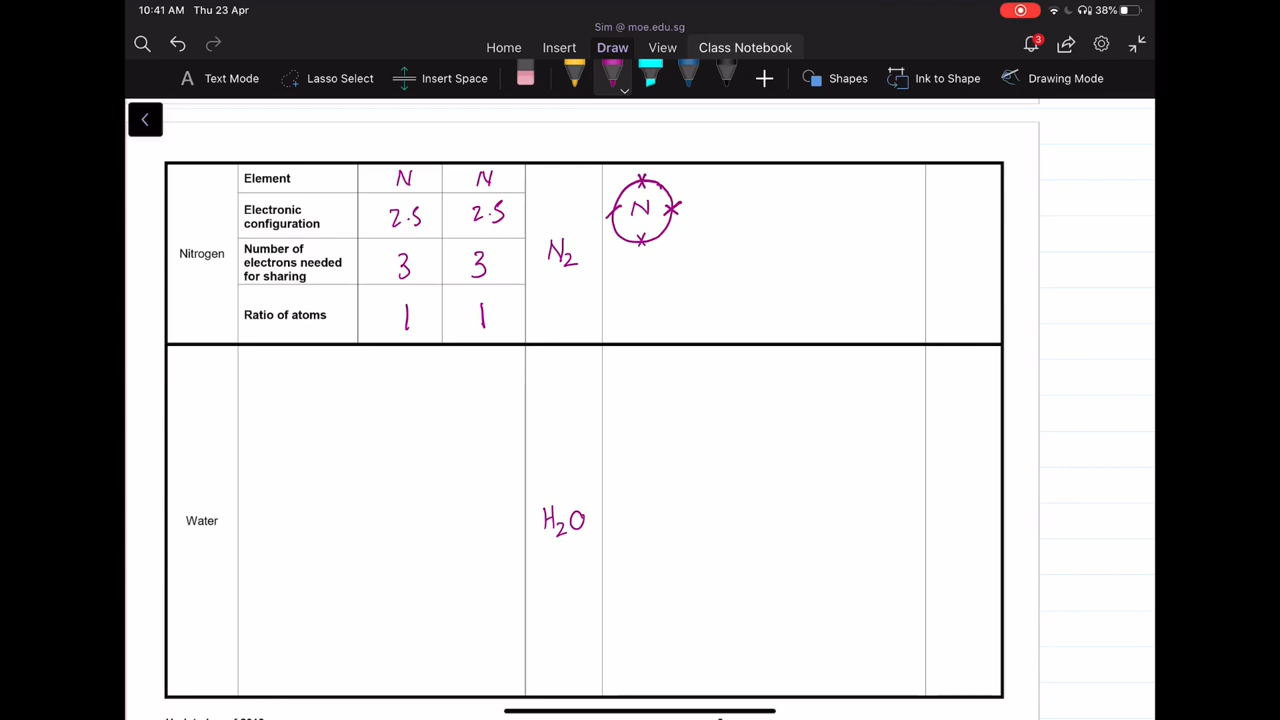 10:41 AM Thu 23 Apr
38%
Sim @ moe.edu.sg
Home Insert Draw View Class Notebook
3
A Text Mode Lasso Select Insert Space Shapes Ink to Shape Drawing Mode
Nitrogen
Element N N
Electronic
configuration 2.5 2.5
Number of
electrons needed
for sharing 3 3
Ratio of atoms 1 1
N2
N
Water
H2O